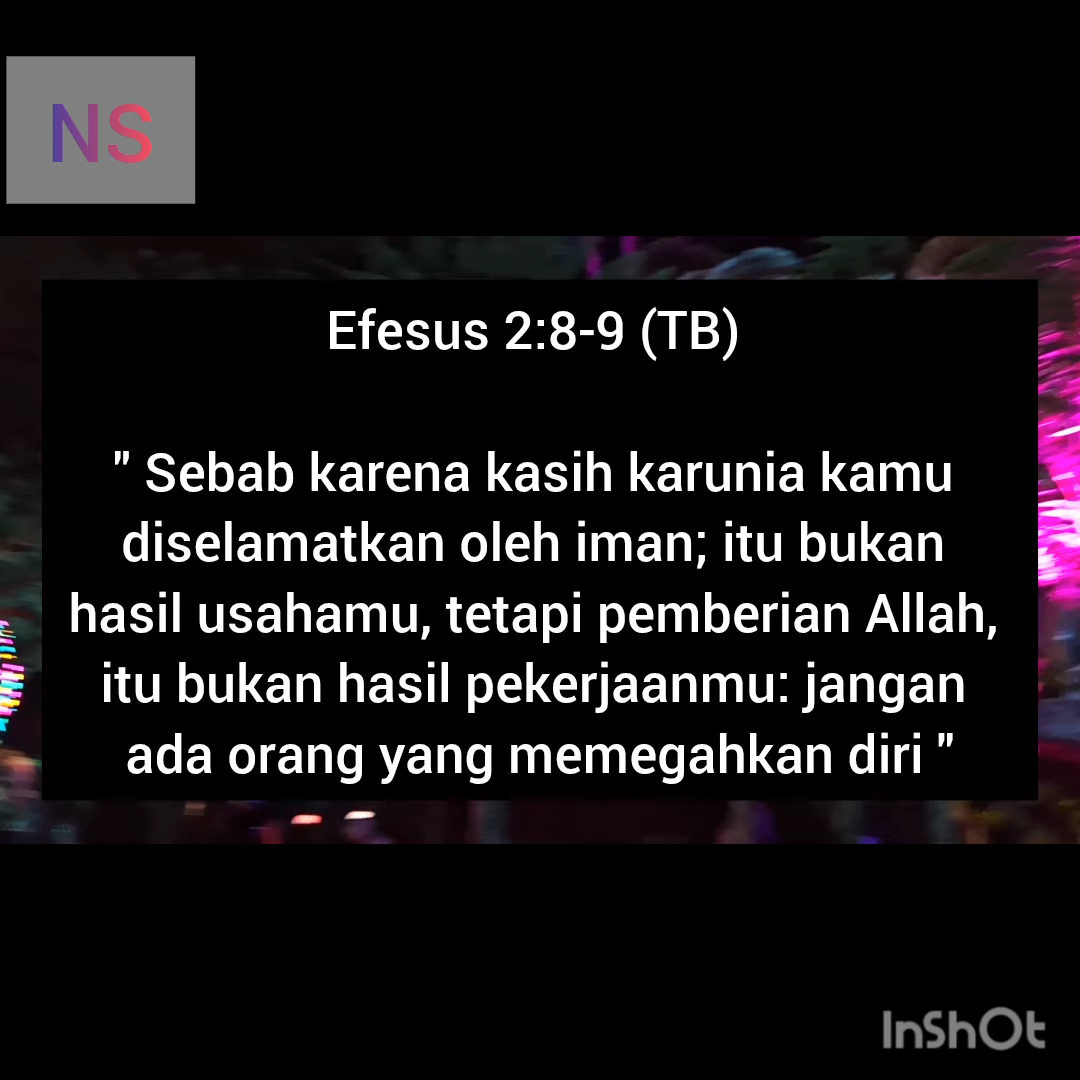 NS
Efesus 2:8-9 (TB)
" Sebab karena kasih karunia kamu
diselamatkan oleh iman; itu bukan
hasil usahamu, tetapi pemberian Allah,
itu bukan hasil pekerjaanmu: jangan
ada orang yang memegahkan diri "
InShOt